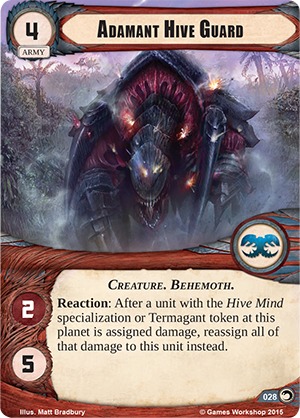 4
ARMY
ADAMANT HIVE GUARD
CREATURE. BEHEMOTH.
2
Reaction: After a unit with the Hive Mind
specialization or Termagant token at this
planet is assigned damage, reassign all of
that damage to this unit instead.
5
028
Illus. Matt Bradbury
© Games Workshop 2015